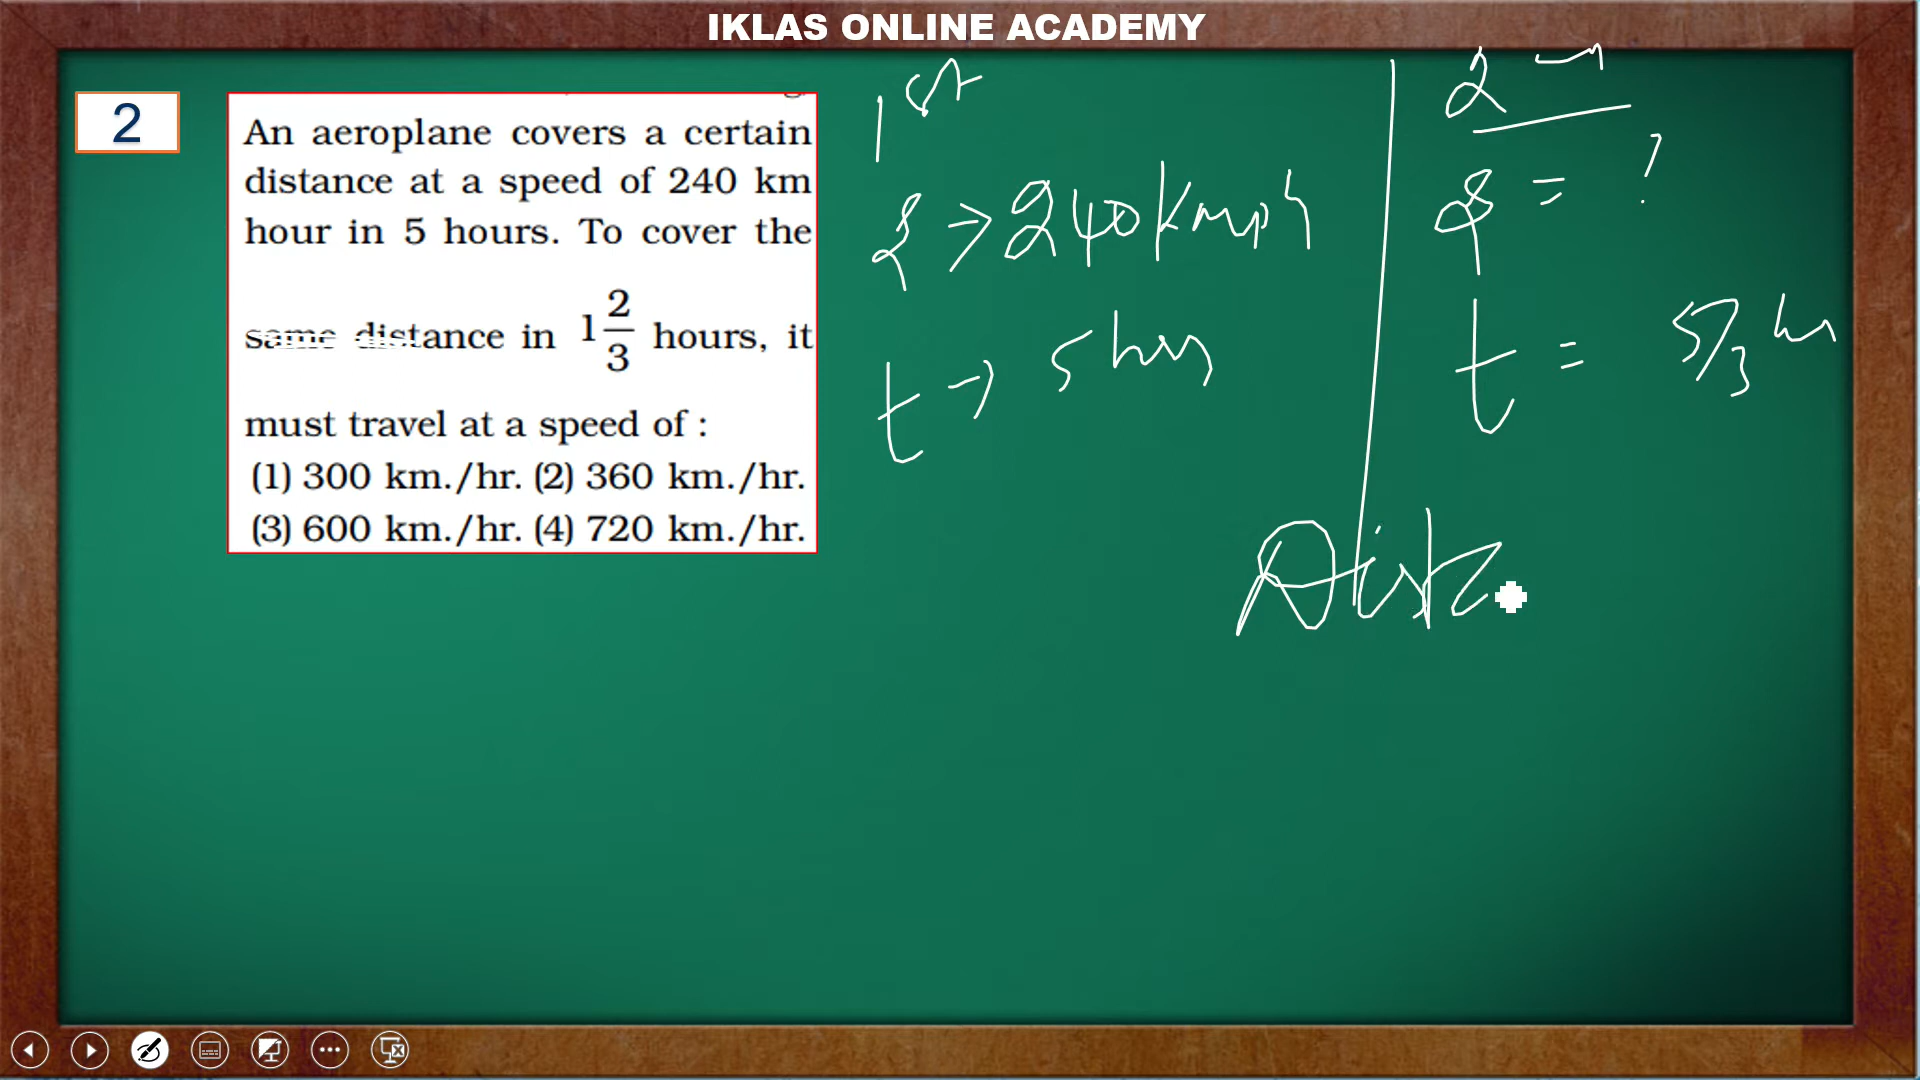 IKLAS ONLINE ACADEMY
2
An aeroplane covers a certain
distance at a speed of 240 km
hour in 5 hours. To cover the
same distance in 1 2/3 hours, it
must travel at a speed of :
(1) 300 km./hr. (2) 360 km./hr.
(3) 600 km./hr. (4) 720 km./hr.
1st
s → 240 kmph
t → 5 hrs
2
s = ?
t = 5/3 hr